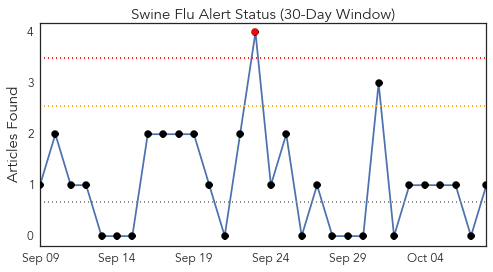 Swine Flu Alert Status (30-Day Window)
Articles Found
4
3
2
1
0
Sep 09 Sep 14 Sep 19 Sep 24 Sep 29 Oct 04